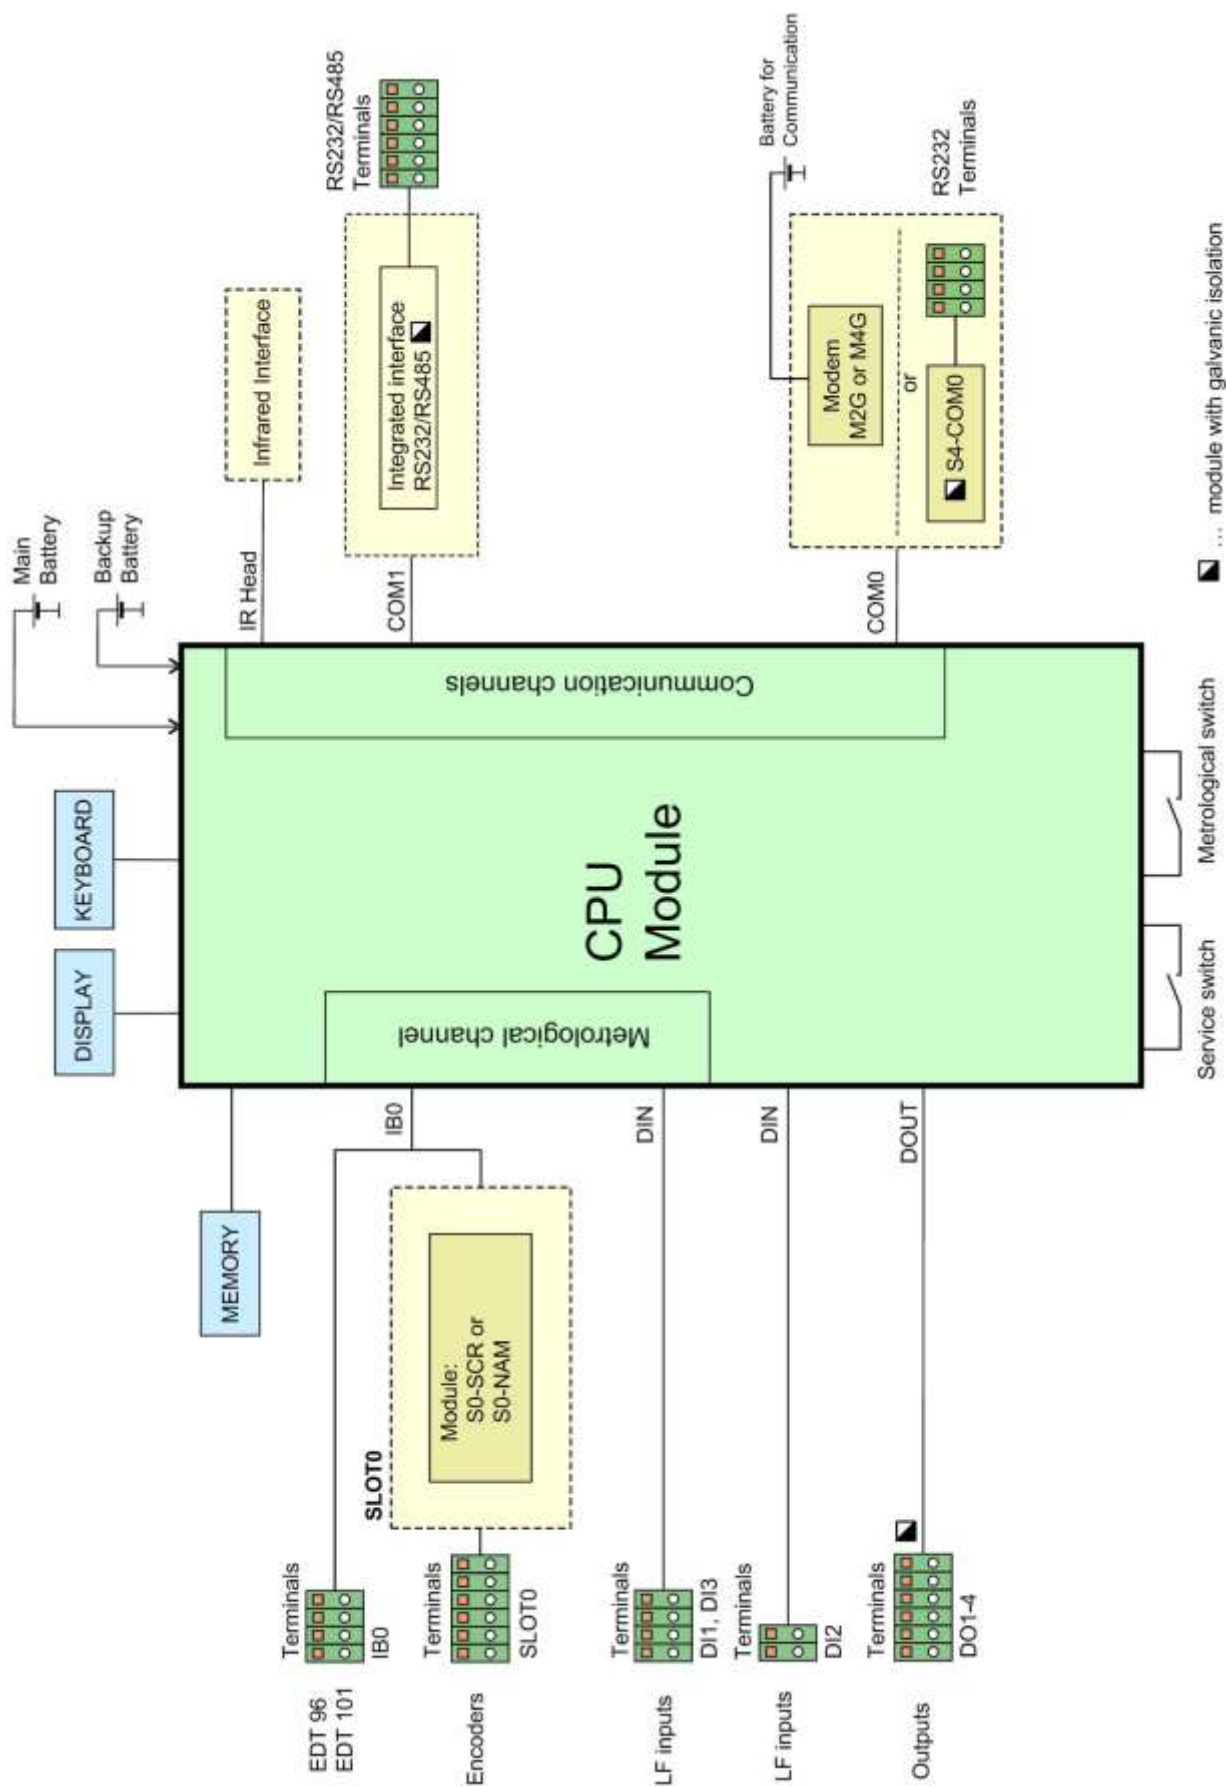 Main
Battery
Backup
Battery
DISPLAY
KEYBOARD
MEMORY
EDT 96
EDT 101
Terminals
IB0
IB0
Encoders
Terminals
SLOT0
SLOT0
Module:
S0-SCR or
S0-NAM
LF inputs
Terminals
DI1, DI3
DIN
LF inputs
Terminals
DI2
DIN
Outputs
Terminals
DO1-4
DOUT
Metrological channel
CPU
Module
Communication channels
IR Head
Infrared Interface
COM1
Integrated interface
RS232/RS485
RS232/RS485
Terminals
COM0
Modem
M2G or M4G
or
S4-COM0
Battery for
Communication
RS232
Terminals
Service switch
Metrological switch
... module with galvanic isolation